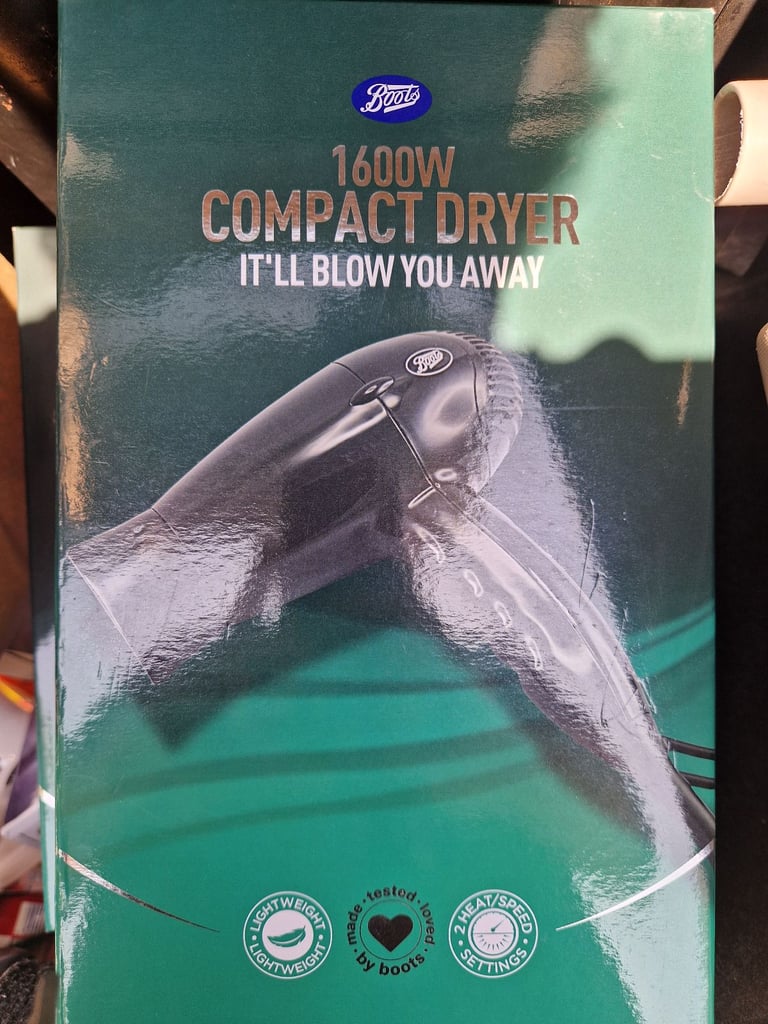 Boots
1600W
COMPACT DRYER
IT'LL BLOW YOU AWAY
Boots
LIGHTWEIGHT
LIGHTWEIGHT
made · tested · loved
· by boots ·
2 HEAT/SPEED
SETTINGS